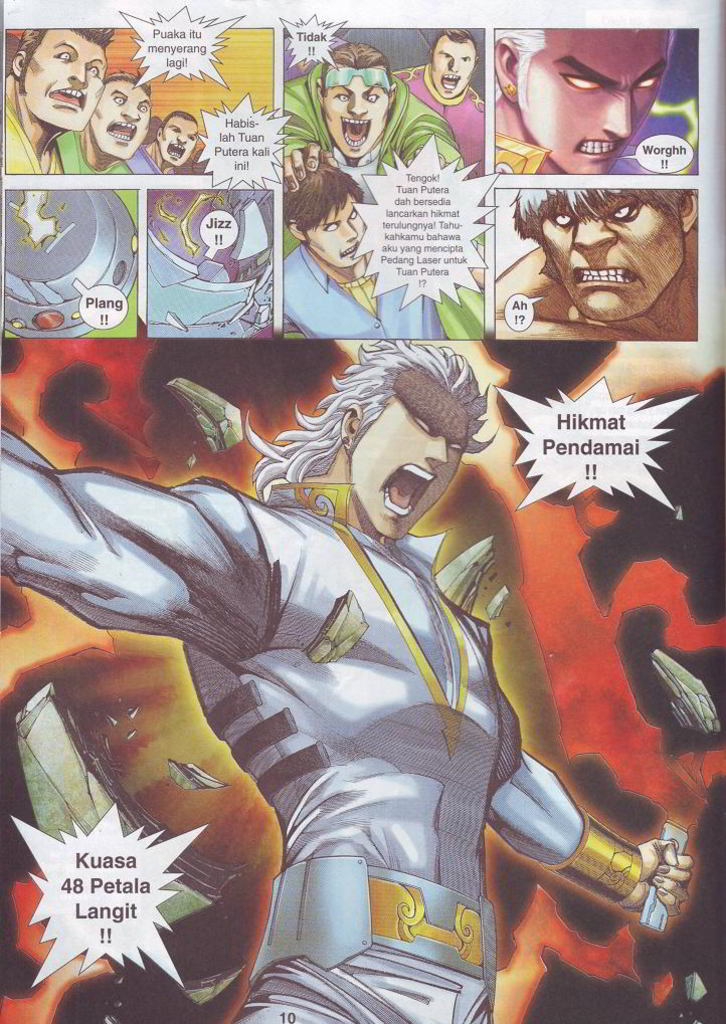 Puaka itu
menyerang
lagi!
Habis-
lah Tuan
Putera kali
ini!
Tidak
!!
Tengok!
Tuan Putera
dah bersedia
lancarkan hikmat
terulungnya! Tahu-
kahkamu bahawa
aku yang mencipta
Pedang Laser untuk
Tuan Putera
!?
Worghh
!!
Plang
!!
Jizz
!!
Ah
!?
Hikmat
Pendamai
!!
Kuasa
48 Petala
Langit
!!
10